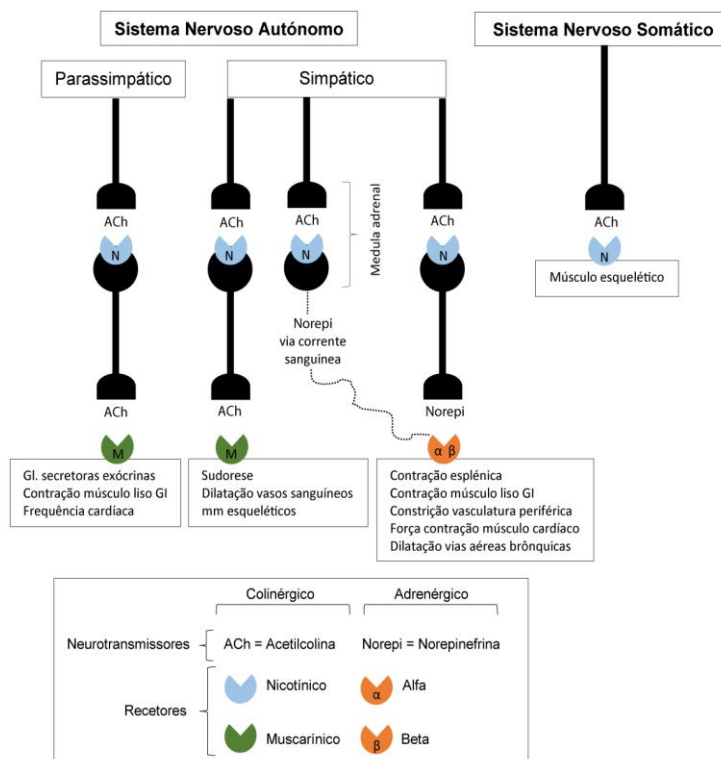 Sistema Nervoso Autónomo
Sistema Nervoso Somático
Parassimpático
Simpático
ACh
ACh
ACh
ACh
ACh
Medula adrenal
N
N
N
N
N
Músculo esquelético
Norepi
via corrente
sanguinea
ACh
ACh
Norepi
M
M
α β
Gl. secretoras exócrinas
Contração músculo liso GI
Frequência cardíaca
Sudorese
Dilatação vasos sanguíneos
mm esqueléticos
Contração esplénica
Contração músculo liso GI
Constrição vasculatura periférica
Força contração músculo cardíaco
Dilatação vias aéreas brônquicas
Colinérgico
Adrenérgico
Neurotransmissores
ACh = Acetilcolina
Norepi = Norepinefrina
Recetores
Nicotínico
α
Alfa
Muscarínico
β
Beta